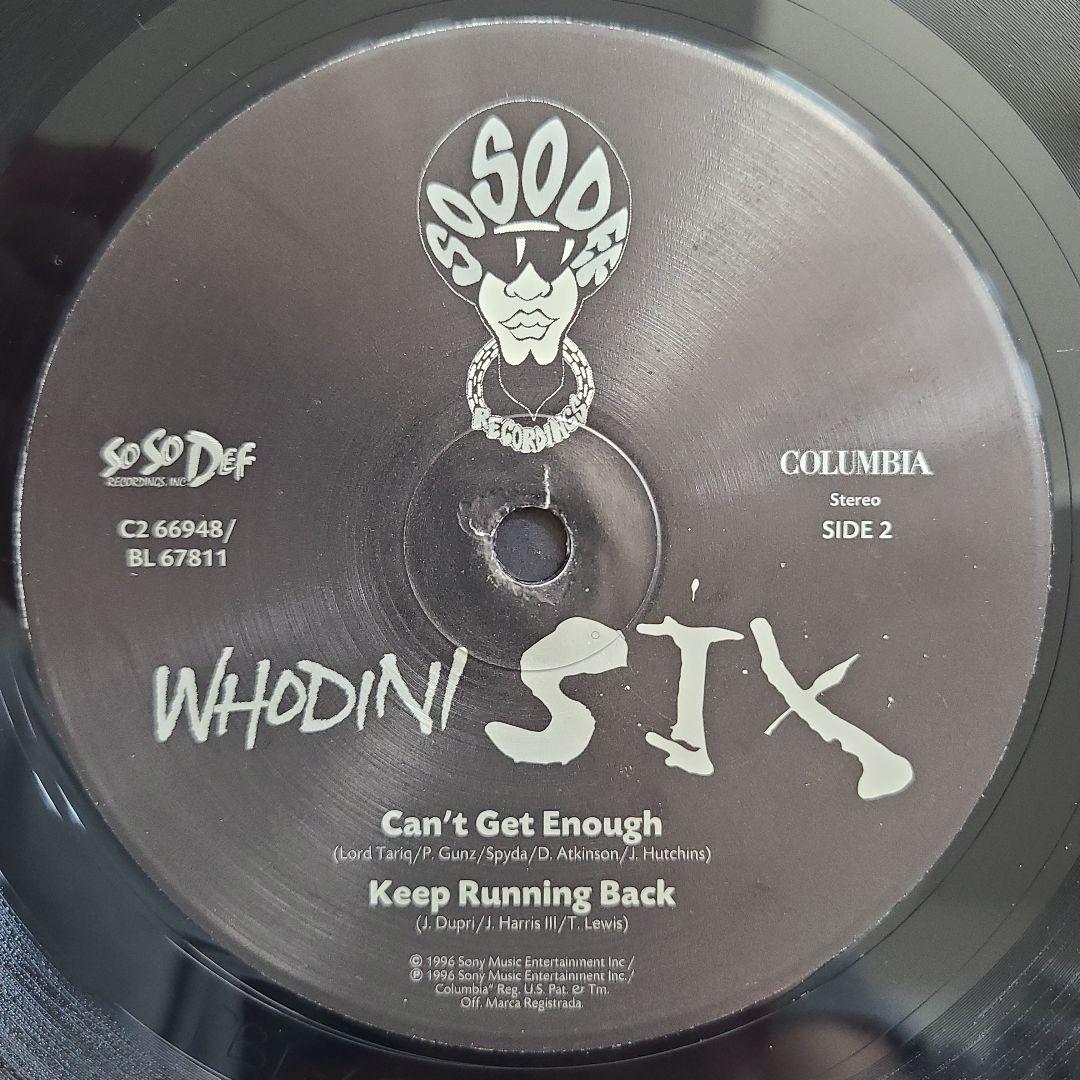 SO SO DEF
RECORDINGS
SO SO DEF
RECORDINGS, INC.
C2 66948/
BL 67811
COLUMBIA
Stereo
SIDE 2
WHODINI SIX
Can't Get Enough
(Lord Tariq/P. Gunz/Spyda/D. Atkinson/J. Hutchins)
Keep Running Back
(J. Dupri/J. Harris III/T. Lewis)
© 1996 Sony Music Entertainment Inc/
℗ 1996 Sony Music Entertainment Inc./
Columbia" Reg. U.S. Pat. & Tm.
Off. Marca Registrada.